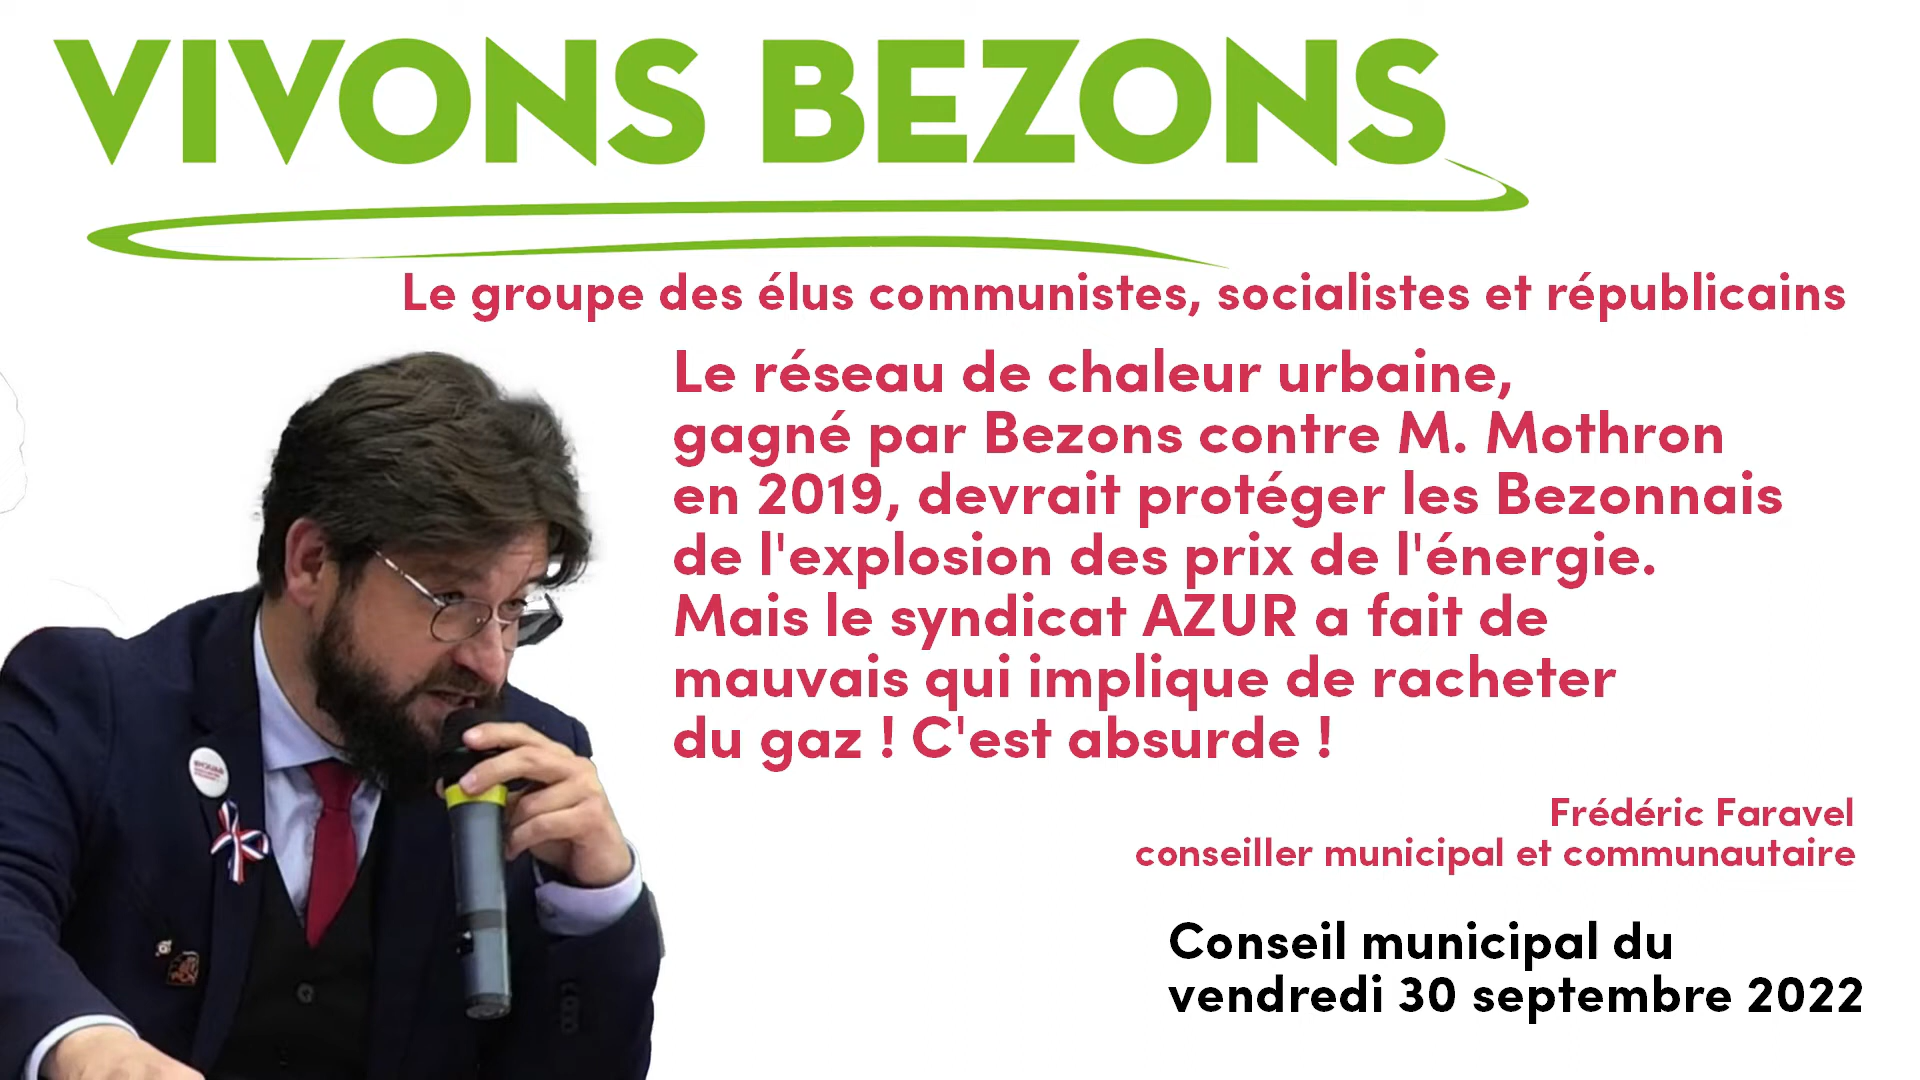 VIVONS BEZONS
Le groupe des élus communistes, socialistes et républicains
Le réseau de chaleur urbaine,
gagné par Bezons contre M. Mothron
en 2019, devrait protéger les Bezonnais
de l'explosion des prix de l'énergie.
Mais le syndicat AZUR a fait de
mauvais qui implique de racheter
du gaz ! C'est absurde !
Frédéric Faravel
conseiller municipal et communautaire
Conseil municipal du
vendredi 30 septembre 2022